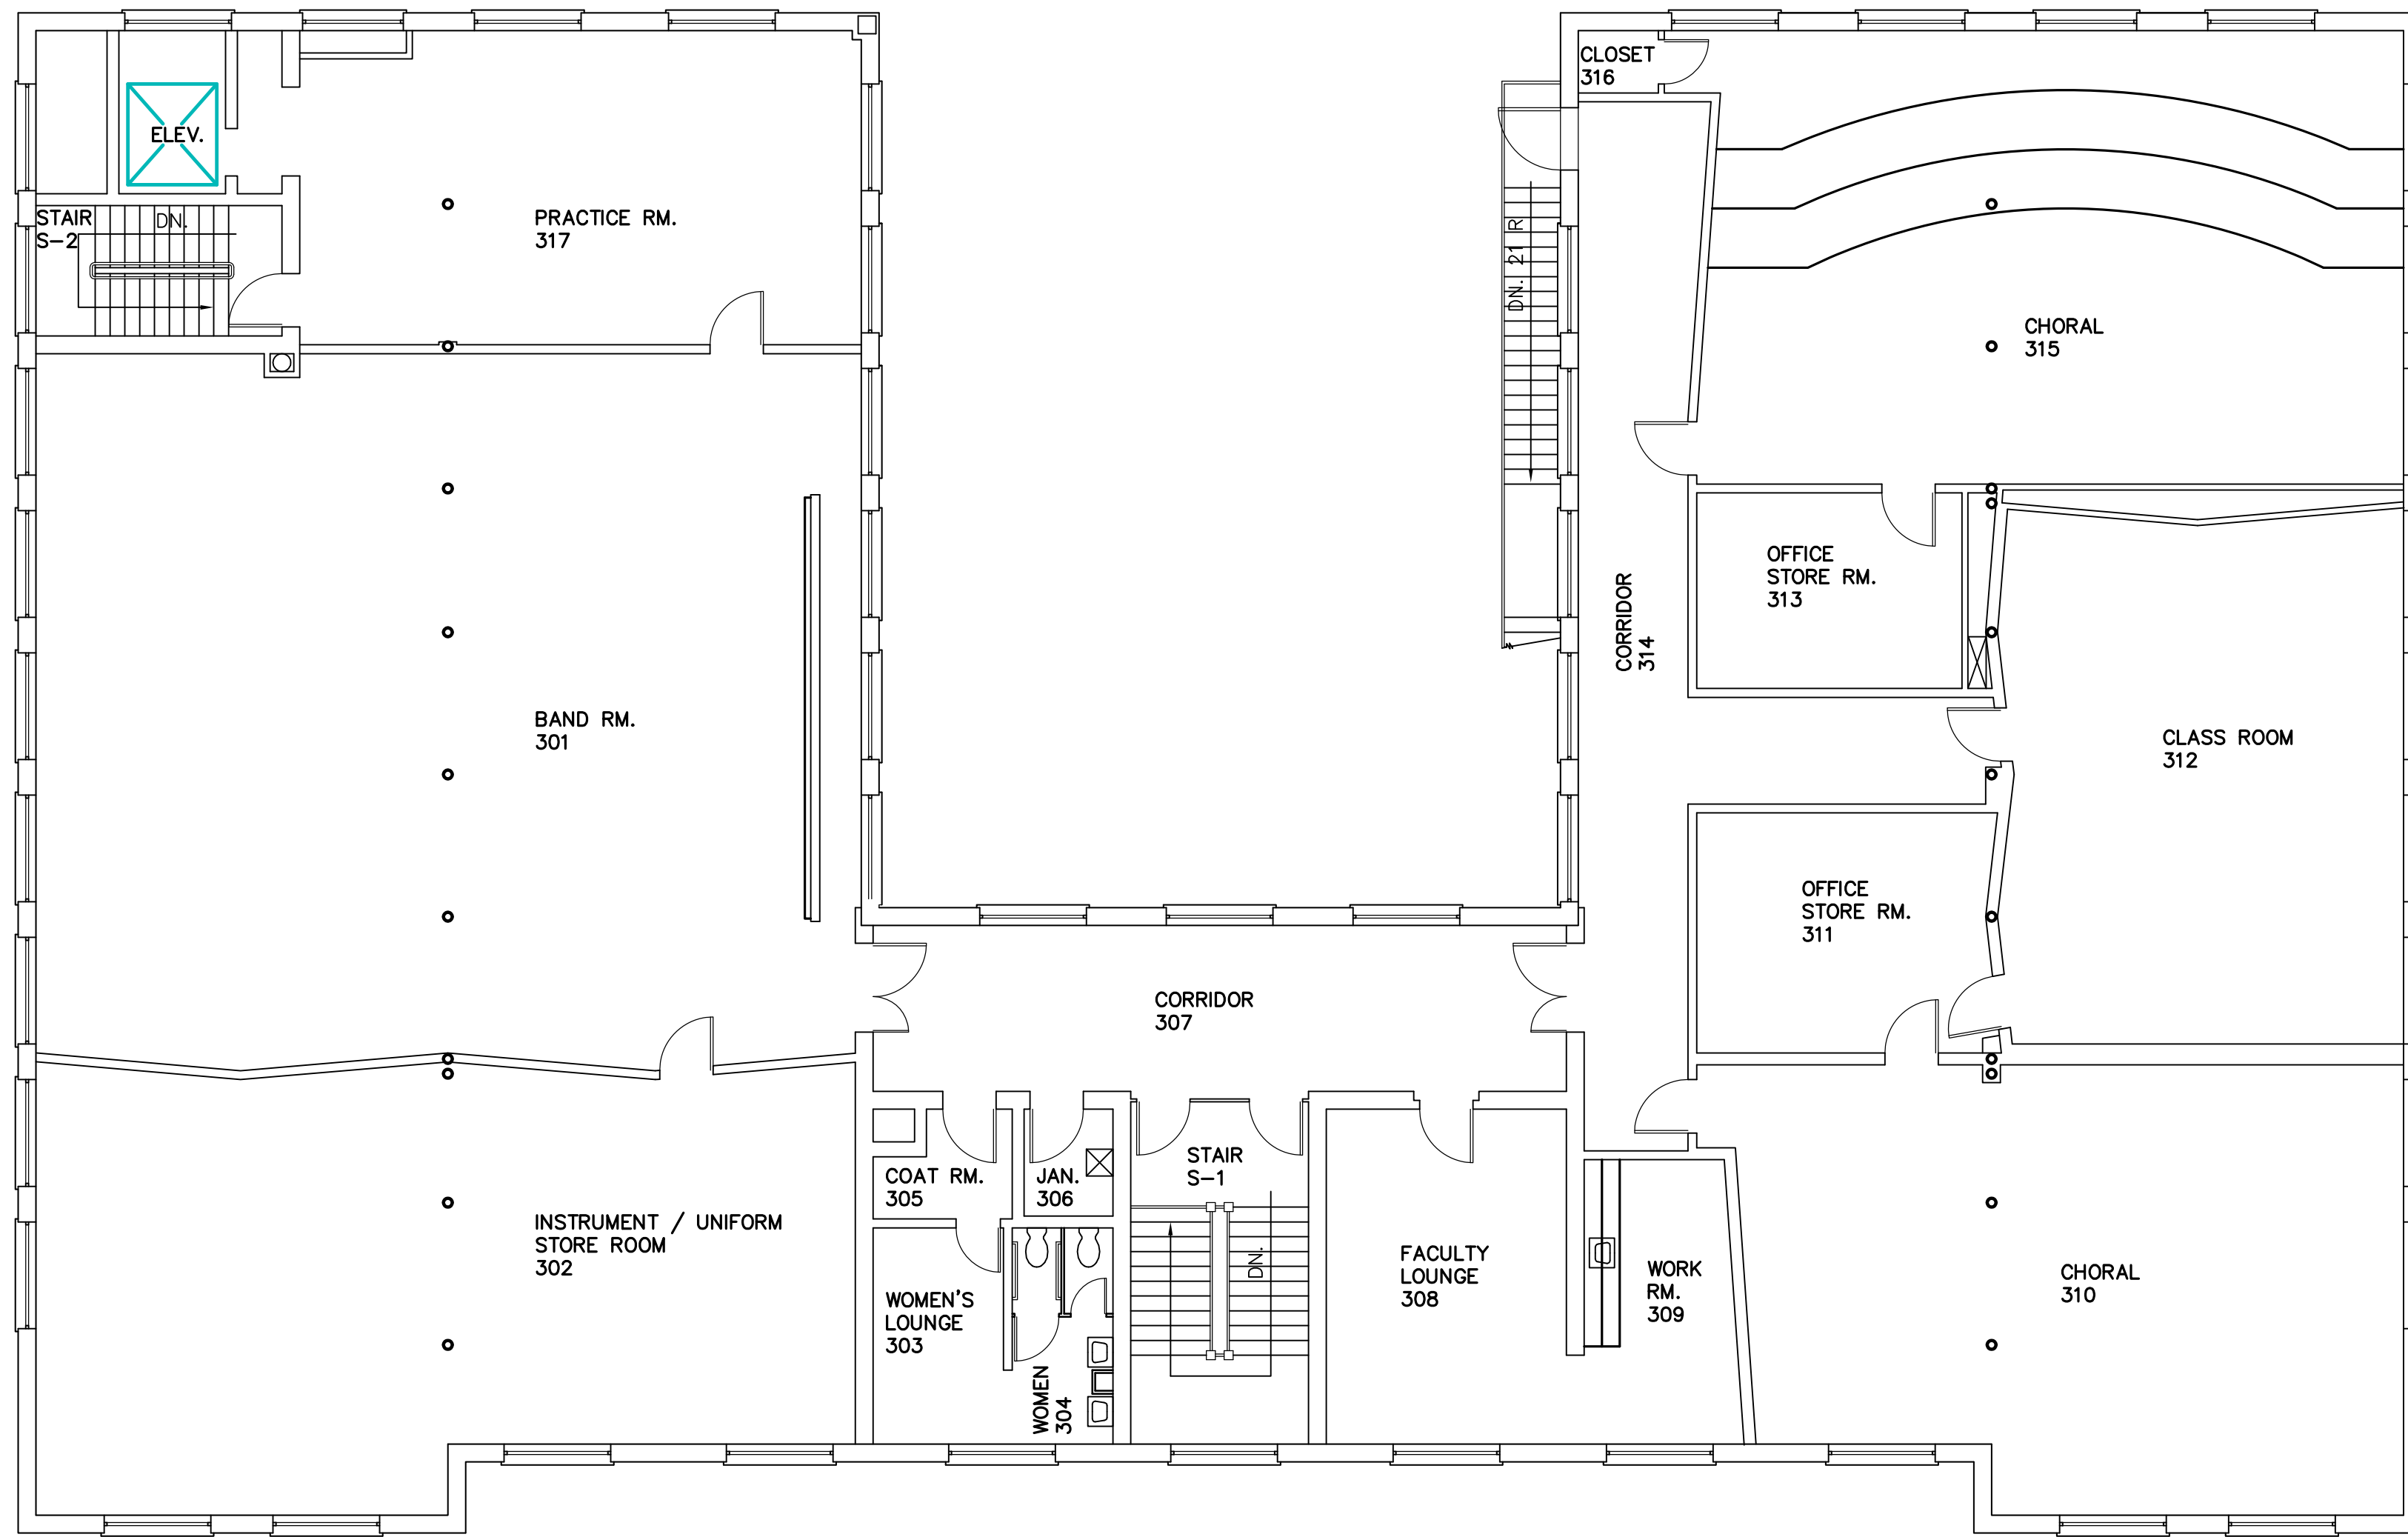 CLOSET
316
ELEV.
STAIR
S-2
DN.
PRACTICE RM.
317
DN. 21 R
CHORAL
315
OFFICE
STORE RM.
313
CORRIDOR
314
BAND RM.
301
CLASS ROOM
312
OFFICE
STORE RM.
311
CORRIDOR
307
COAT RM.
305
JAN.
306
STAIR
S-1
DN.
INSTRUMENT / UNIFORM
STORE ROOM
302
WOMEN'S
LOUNGE
303
WOMEN
304
FACULTY
LOUNGE
308
WORK
RM.
309
CHORAL
310